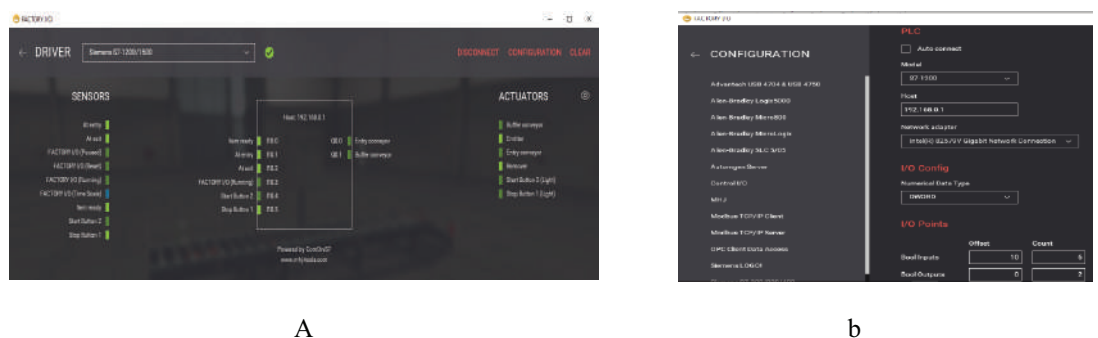 FACTORY I/O
DRIVER
Siemens S7-1200/1500
DISCONNECT CONFIGURATION CLEAR
SENSORS
At entry
At exit
FACTORY I/O (Paused)
FACTORY I/O (Reset)
FACTORY I/O (Running)
FACTORY I/O (Time Scale)
Item ready
Start Button 2
Stop Button 1
Host: 192.168.0.1
Item ready
At entry
At exit
FACTORY I/O (Running)
Start Button 2
Stop Button 1
Entry conveyor
Buffer conveyor
Powered by
ACTUATORS
Buffer conveyor
Emitter
Entry conveyor
Remover
Start Button 2 (Light)
Stop Button 1 (Light)
A
FACTORY I/O
CONFIGURATION
Advantech USB 4704 & USB 4750
Allen-Bradley Logix5000
Allen-Bradley Micro800
Allen-Bradley MicroLogix
Allen-Bradley SLC 5/05
Autorsgen Server
Control I/O
MHJ
Modbus TCP/IP Client
Modbus TCP/IP Server
OPC Client Data Access
Siemens LOGO!
PLC
Auto connect
Model
S7-1500
Host
192.168.0.1
Network adapter
Intel(R) 82579V Gigabit Network Connection
I/O Config
Numerical Data Type
DWORD
I/O Points
Offset Count
Bool Inputs 10 6
Bool Outputs 0 2
b